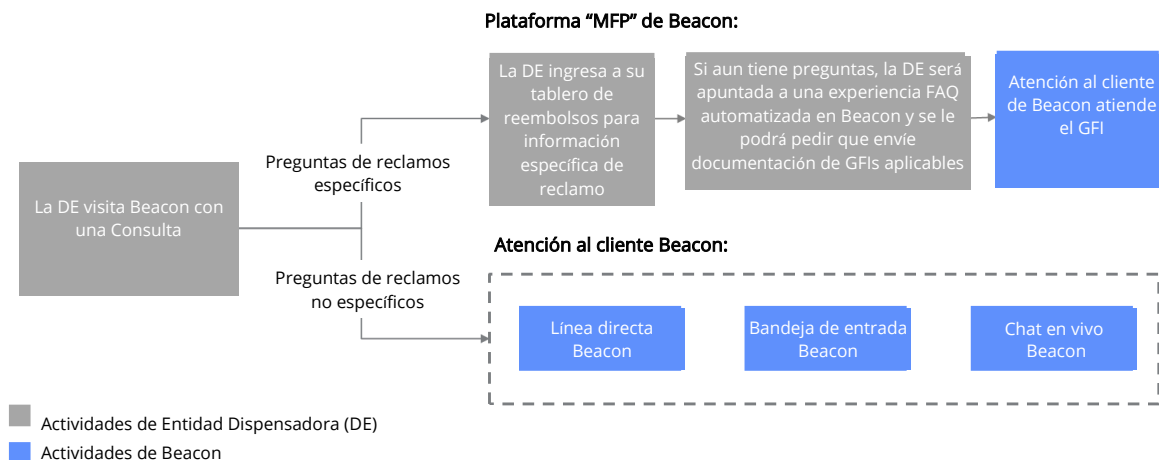 Plataforma “MFP” de Beacon:
La DE ingresa a su
tablero de
reembolsos para
información
específica de
reclamo
Si aun tiene preguntas, la DE será
apuntada a una experiencia FAQ
automatizada en Beacon y se le
podrá pedir que envíe
documentación de GFIs aplicables
Atención al cliente
de Beacon atiende
el GFI
Preguntas de reclamos
específicos
La DE visita Beacon con
una Consulta
Preguntas de reclamos
no específicos
Atención al cliente Beacon:
Línea directa
Beacon
Bandeja de entrada
Beacon
Chat en vivo
Beacon
Actividades de Entidad Dispensadora (DE)
Actividades de Beacon